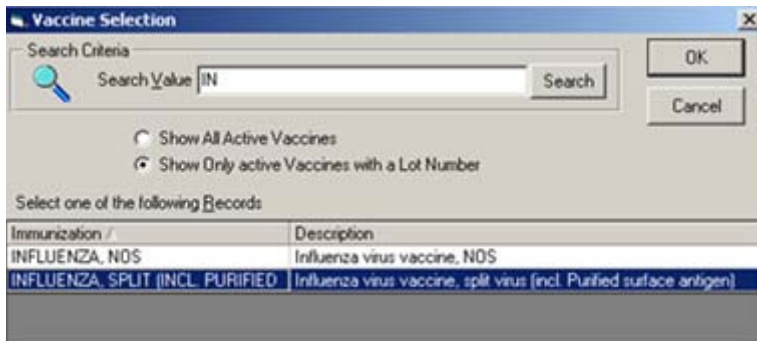 Vaccine Selection
Search Criteria
Search Value IN Search
OK
Cancel
Show All Active Vaccines
Show Only active Vaccines with a Lot Number
Select one of the following Records
Immunization Description
INFLUENZA, NOS Influenza virus vaccine, NOS
INFLUENZA, SPLIT (INCL. PURIFIED Influenza virus vaccine, split virus (incl. Purified surface antigen)